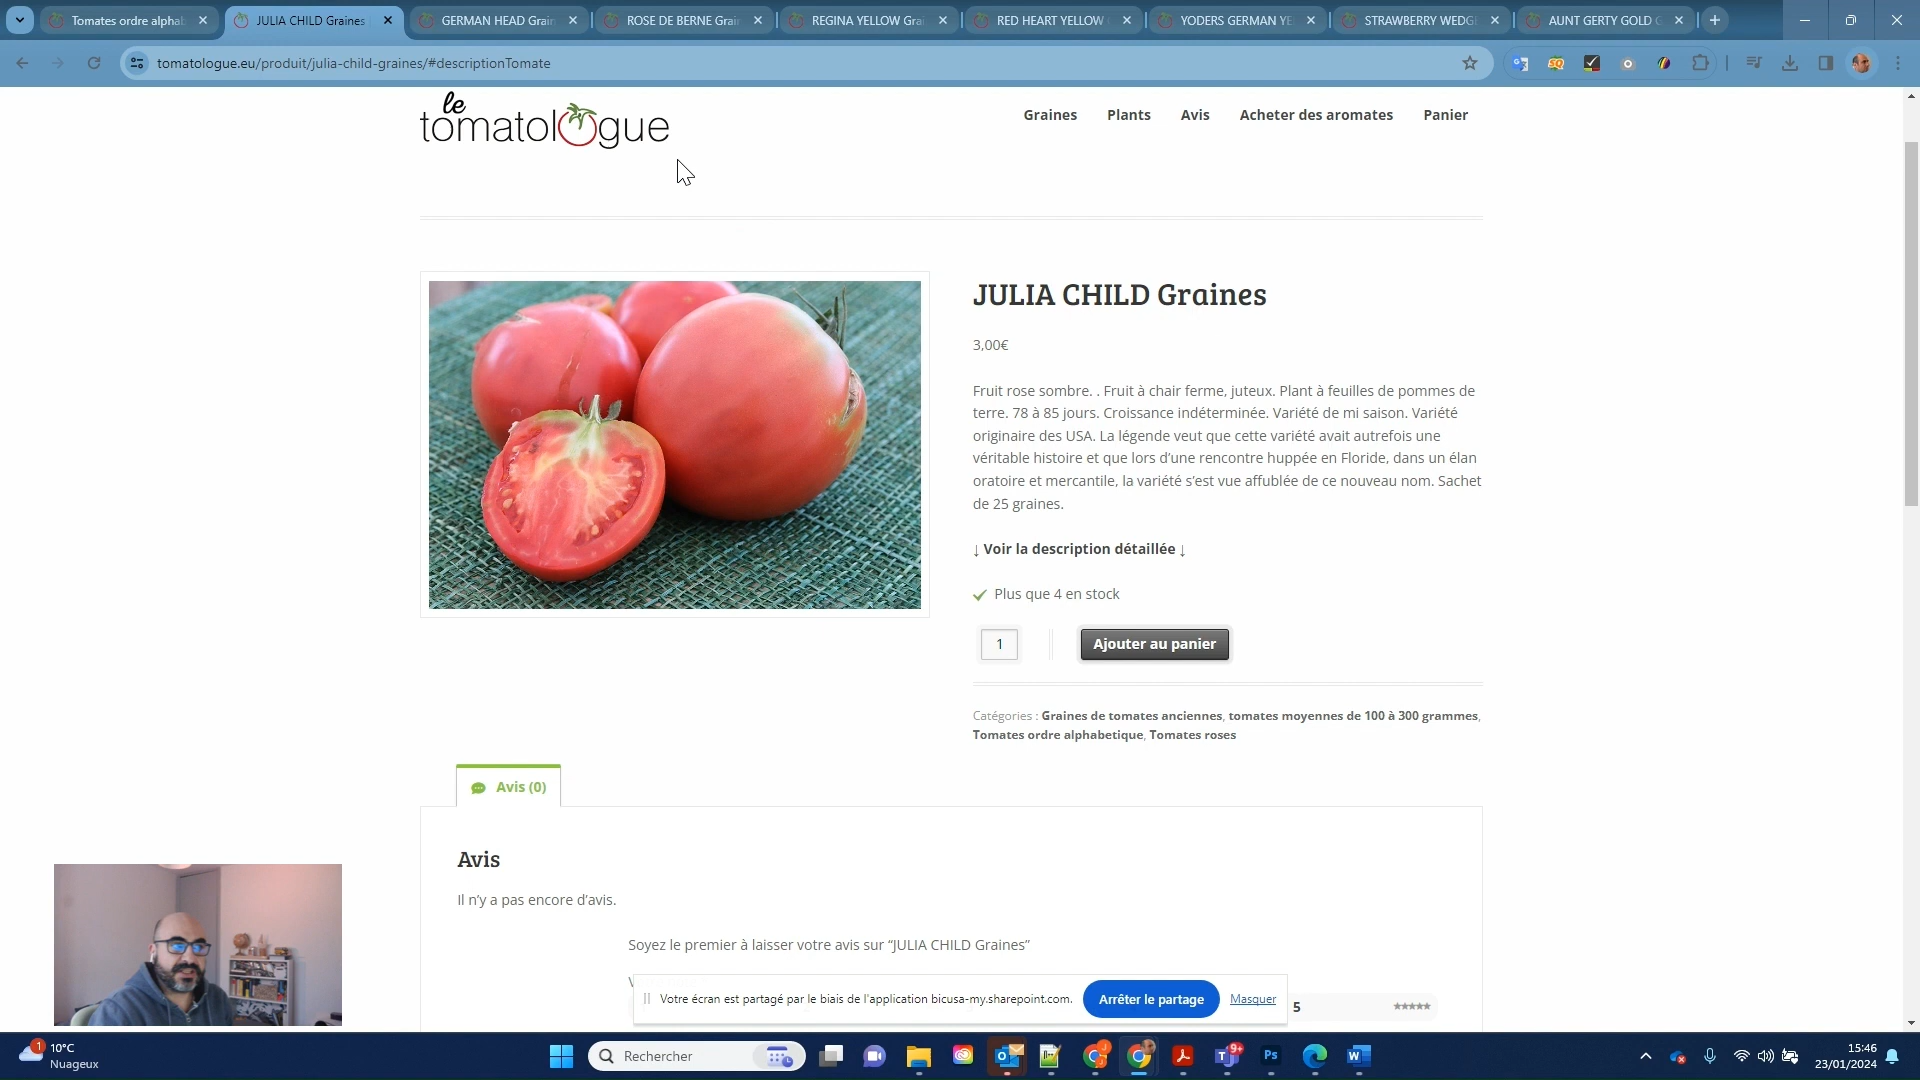 Tomates ordre alphab
JULIA CHILD Graines
GERMAN HEAD Grain
ROSE DE BERNE Grai
REGINA YELLOW Gra
RED HEART YELLOW
YODERS GERMAN YE
STRAWBERRY WEDG
AUNT GERTY GOLD G
tomatologue.eu/produit/julia-child-graines/#descriptionTomate
le
tomatologue
Graines
Plants
Avis
Acheter des aromates
Panier
JULIA CHILD Graines
3,00€
Fruit rose sombre. . Fruit à chair ferme, juteux. Plant à feuilles de pommes de
terre. 78 à 85 jours. Croissance indéterminée. Variété de mi saison. Variété
originaire des USA. La légende veut que cette variété avait autrefois une
véritable histoire et que lors d’une rencontre huppée en Floride, dans un élan
oratoire et mercantile, la variété s’est vue affublée de ce nouveau nom. Sachet
de 25 graines.
↓ Voir la description détaillée ↓
Plus que 4 en stock
1
Ajouter au panier
Catégories : Graines de tomates anciennes, tomates moyennes de 100 à 300 grammes,
Tomates ordre alphabetique, Tomates roses
Avis (0)
Avis
Il n’y a pas encore d’avis.
Soyez le premier à laisser votre avis sur “JULIA CHILD Graines”
Votre écran est partagé par le biais de l'application bicusa-my.sharepoint.com.
Arrêter le partage
Masquer
5
1
10°C
Nuageux
Rechercher
9+
Ps
15:46
23/01/2024